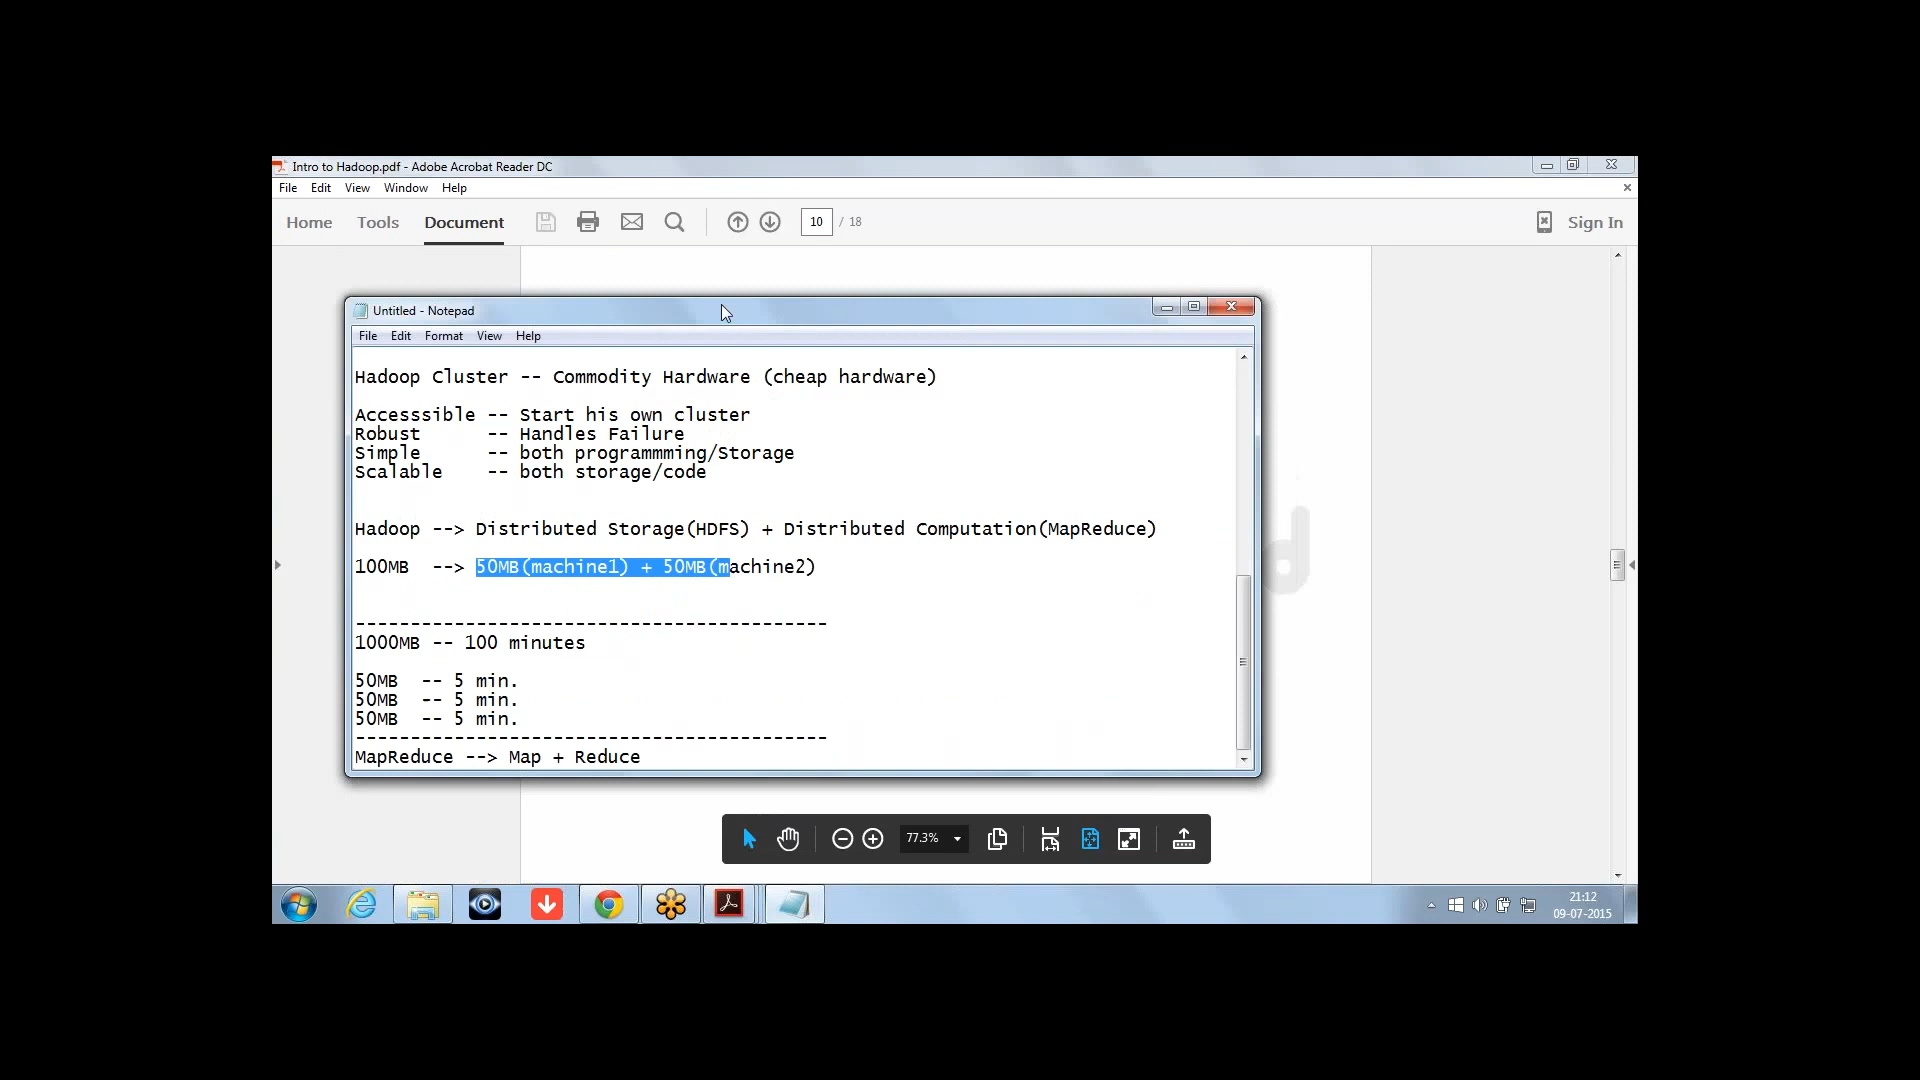 Intro to Hadoop.pdf - Adobe Acrobat Reader DC
File Edit View Window Help
Home Tools Document 10 / 18 Sign In
Untitled - Notepad
File Edit Format View Help
Hadoop Cluster -- Commodity Hardware (cheap hardware)
Accesssible -- Start his own cluster
Robust -- Handles Failure
Simple -- both programmming/Storage
Scalable -- both storage/code
Hadoop --> Distributed Storage(HDFS) + Distributed Computation(MapReduce)
100MB --> 50MB(machine1) + 50MB(machine2)
-------------------------------------------
1000MB -- 100 minutes
50MB -- 5 min.
50MB -- 5 min.
50MB -- 5 min.
-------------------------------------------
MapReduce --> Map + Reduce
d
77.3%
21:12
09-07-2015